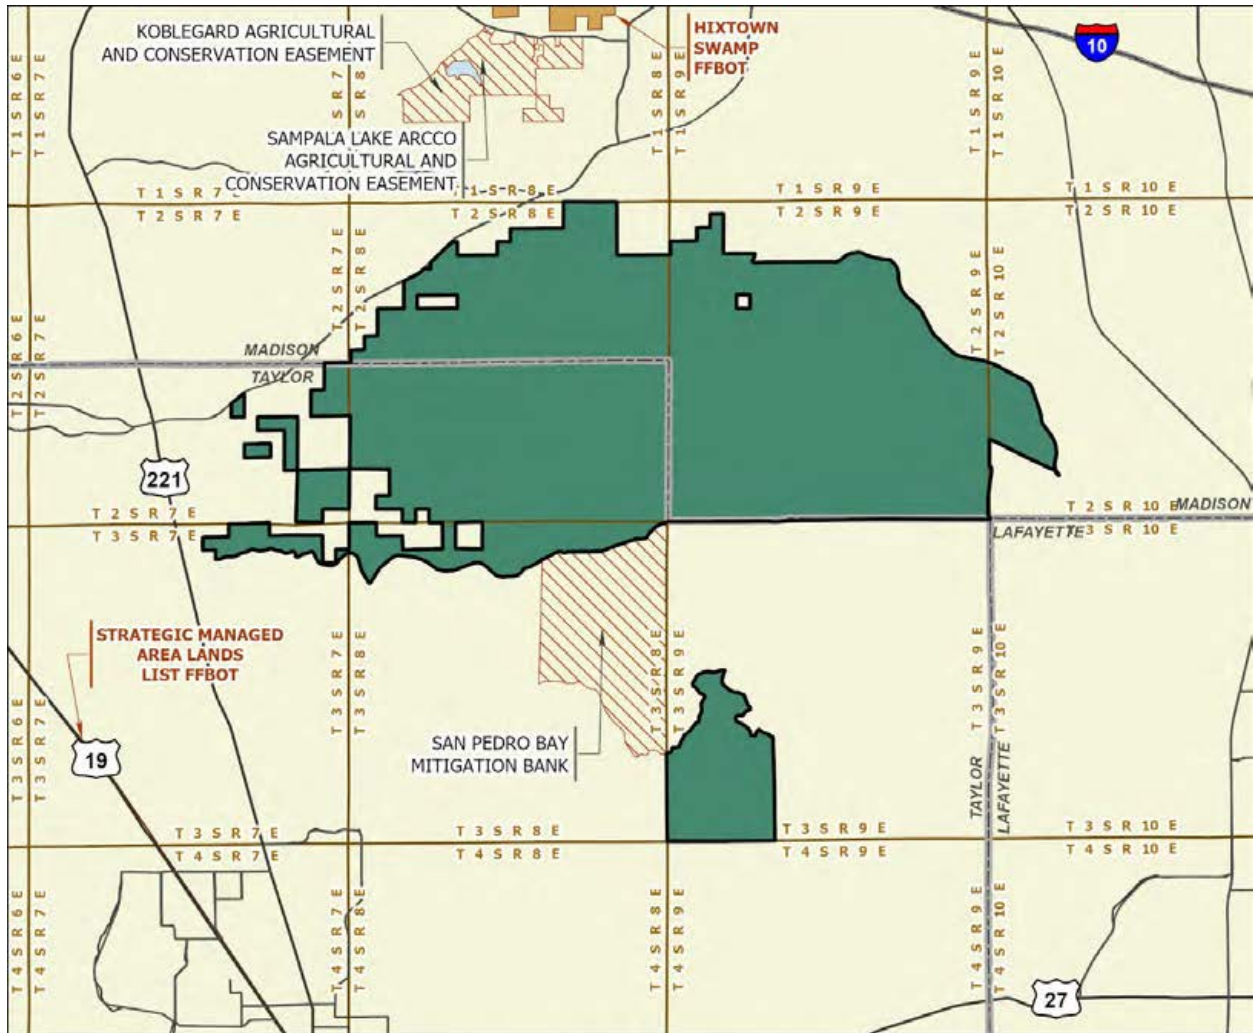 KOBLEGARD AGRICULTURAL
AND CONSERVATION EASEMENT
HIXTOWN
SWAMP
FFBOT
10
SAMPALA LAKE ARCCO
AGRICULTURAL AND
CONSERVATION EASEMENT
T 1 S R 6 E
T 1 S R 7 E
S R 7
S R 8
T 1 S R 8 E
T 1 S R 9 E
T 1 S R 9 E
T 1 S R 10 E
T 1 S R 7 E
T 2 S R 7 E
1 S R 8 E
T 2 S R 8 E
T 1 S R 9 E
T 2 S R 9 E
T 1 S R 10 E
T 2 S R 10 E
T 2 S R 6 E
T 2 S R 7 E
T 2 S R 7 E
T 2 S R 8 E
T 2 S R 9 E
T 2 S R 10 E
MADISON
TAYLOR
221
T 2 S R 7 E
T 3 S R 7 E
T 2 S R 10 E
MADISON
LAFAYETTE
3 S R 10 E
STRATEGIC MANAGED
AREA LANDS
LIST FFBOT
T 3 S R 6 E
T 3 S R 7 E
T 3 S R 7 E
T 3 S R 8 E
T 3 S R 8 E
T 3 S R 9 E
T 3 S R 9 E
T 3 S R 10 E
19
SAN PEDRO BAY
MITIGATION BANK
TAYLOR
LAFAYETTE
T 3 S R 7 E
T 4 S R 7 E
T 3 S R 8 E
T 4 S R 8 E
T 3 S R 9 E
T 4 S R 9 E
T 3 S R 10 E
T 4 S R 10 E
T 4 S R 6 E
T 4 S R 7 E
T 4 S R 7 E
T 4 S R 8 E
T 4 S R 8 E
T 4 S R 9 E
T 4 S R 9 E
T 4 S R 10 E
27